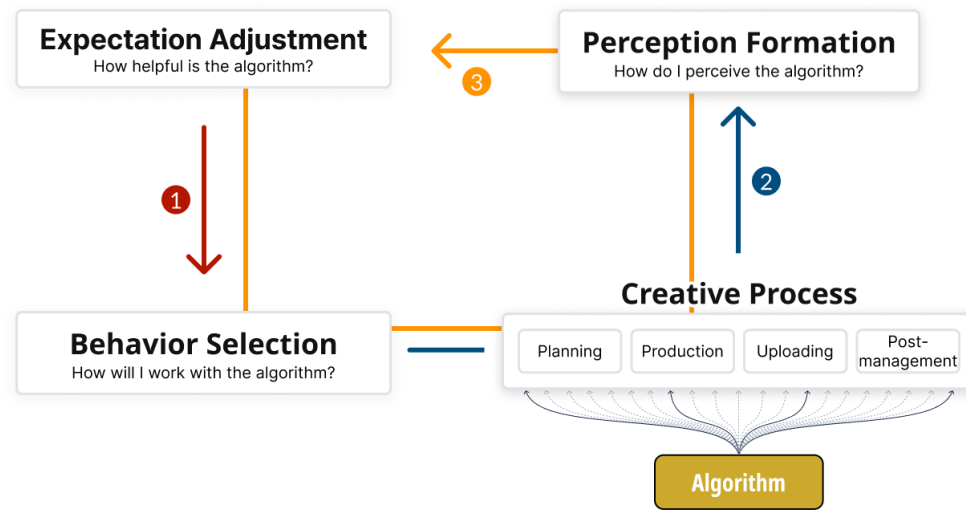 Expectation Adjustment
How helpful is the algorithm?
Perception Formation
How do I perceive the algorithm?
3
1
2
Creative Process
Behavior Selection
How will I work with the algorithm?
Planning
Production
Uploading
Post-
management
Algorithm